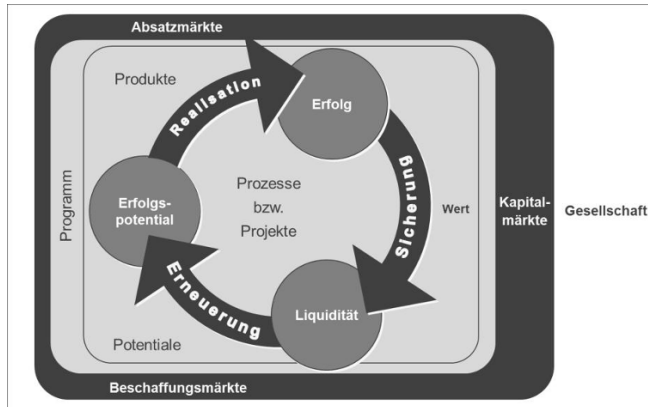 Absatzmärkte
Produkte
Realisation
Erfolg
Programm
Erfolgs-
potential
Prozesse
bzw.
Projekte
Sicherung
Wert
Kapital-
märkte
Gesellschaft
Erneuerung
Liquidität
Potentiale
Beschaffungsmärkte